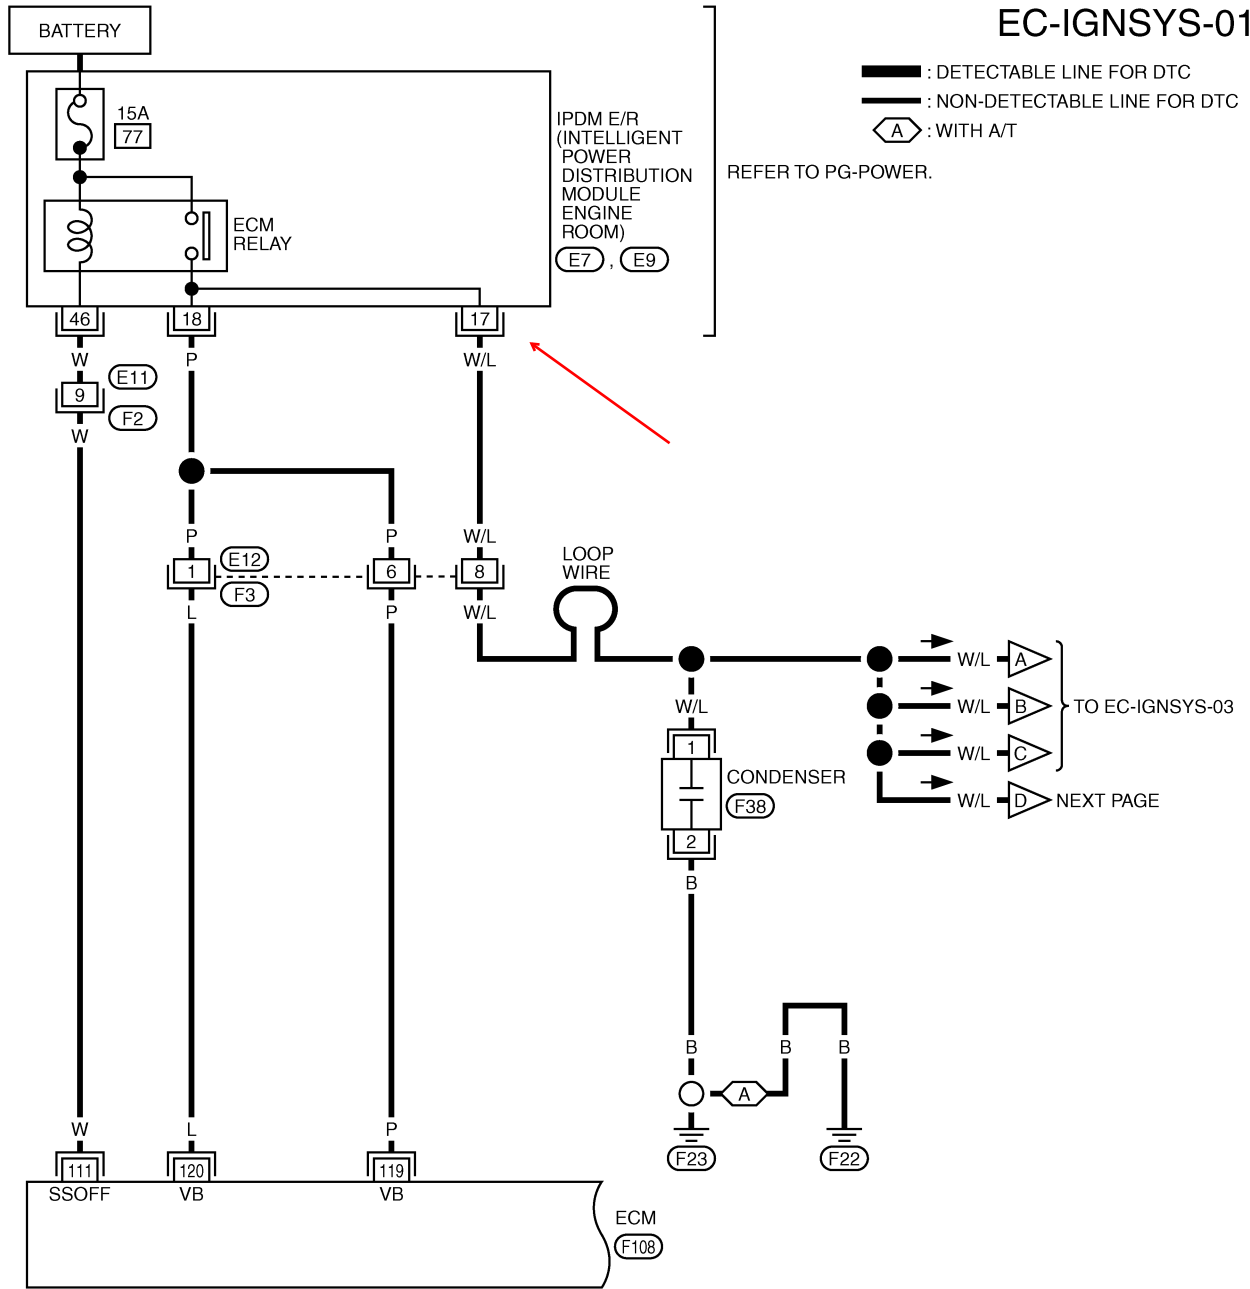 EC-IGNSYS-01
BATTERY
: DETECTABLE LINE FOR DTC
: NON-DETECTABLE LINE FOR DTC
A : WITH A/T
15A
77
IPDM E/R
(INTELLIGENT
POWER
DISTRIBUTION
MODULE
ENGINE
ROOM)
E7 , E9
REFER TO PG-POWER.
ECM
RELAY
46 18 17
W P W/L
9 E11
F2
W
P P W/L
1 E12 6 8
F3
L P W/L
LOOP
WIRE
W/L A
W/L B TO EC-IGNSYS-03
W/L C
W/L D NEXT PAGE
W/L
1
CONDENSER
F38
2
B
B B B
A
F23 F22
W L P
111 120 119
SSOFF VB VB
ECM
F108